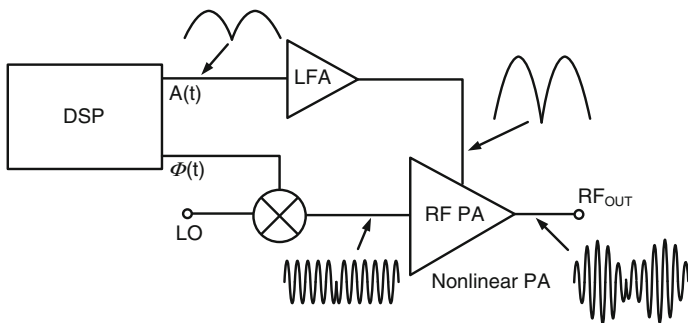 LFA
A(t)
DSP
Φ(t)
RF PA
RFOUT
LO
Nonlinear PA